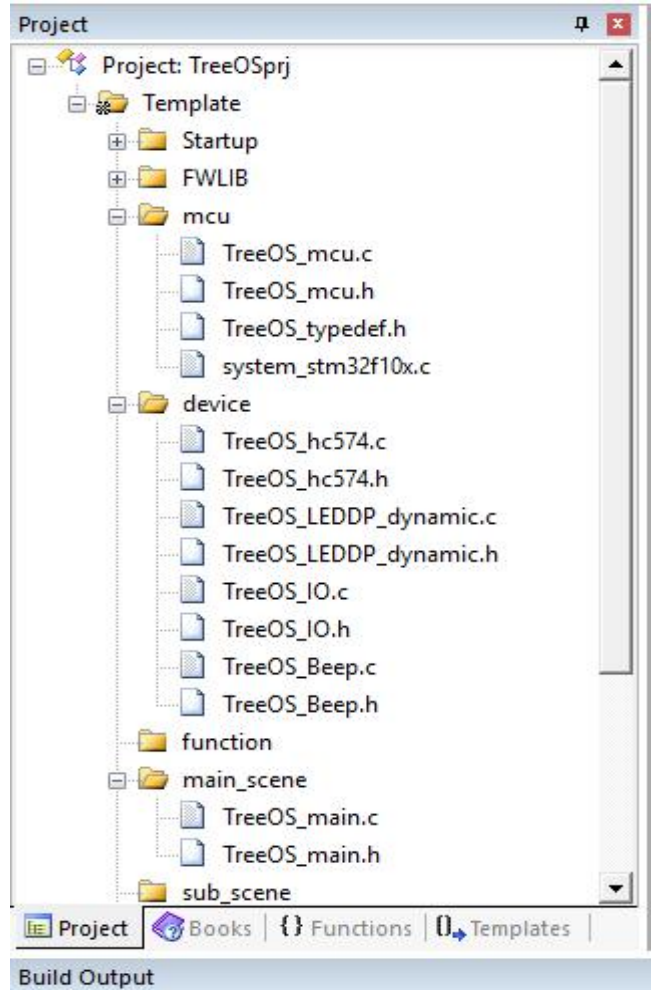 Project
Project: TreeOSprj
Template
Startup
FWLIB
mcu
TreeOS_mcu.c
TreeOS_mcu.h
TreeOS_typedef.h
system_stm32f10x.c
device
TreeOS_hc574.c
TreeOS_hc574.h
TreeOS_LEDDP_dynamic.c
TreeOS_LEDDP_dynamic.h
TreeOS_IO.c
TreeOS_IO.h
TreeOS_Beep.c
TreeOS_Beep.h
function
main_scene
TreeOS_main.c
TreeOS_main.h
sub_scene
Project Books {} Functions 0 Templates
Build Output